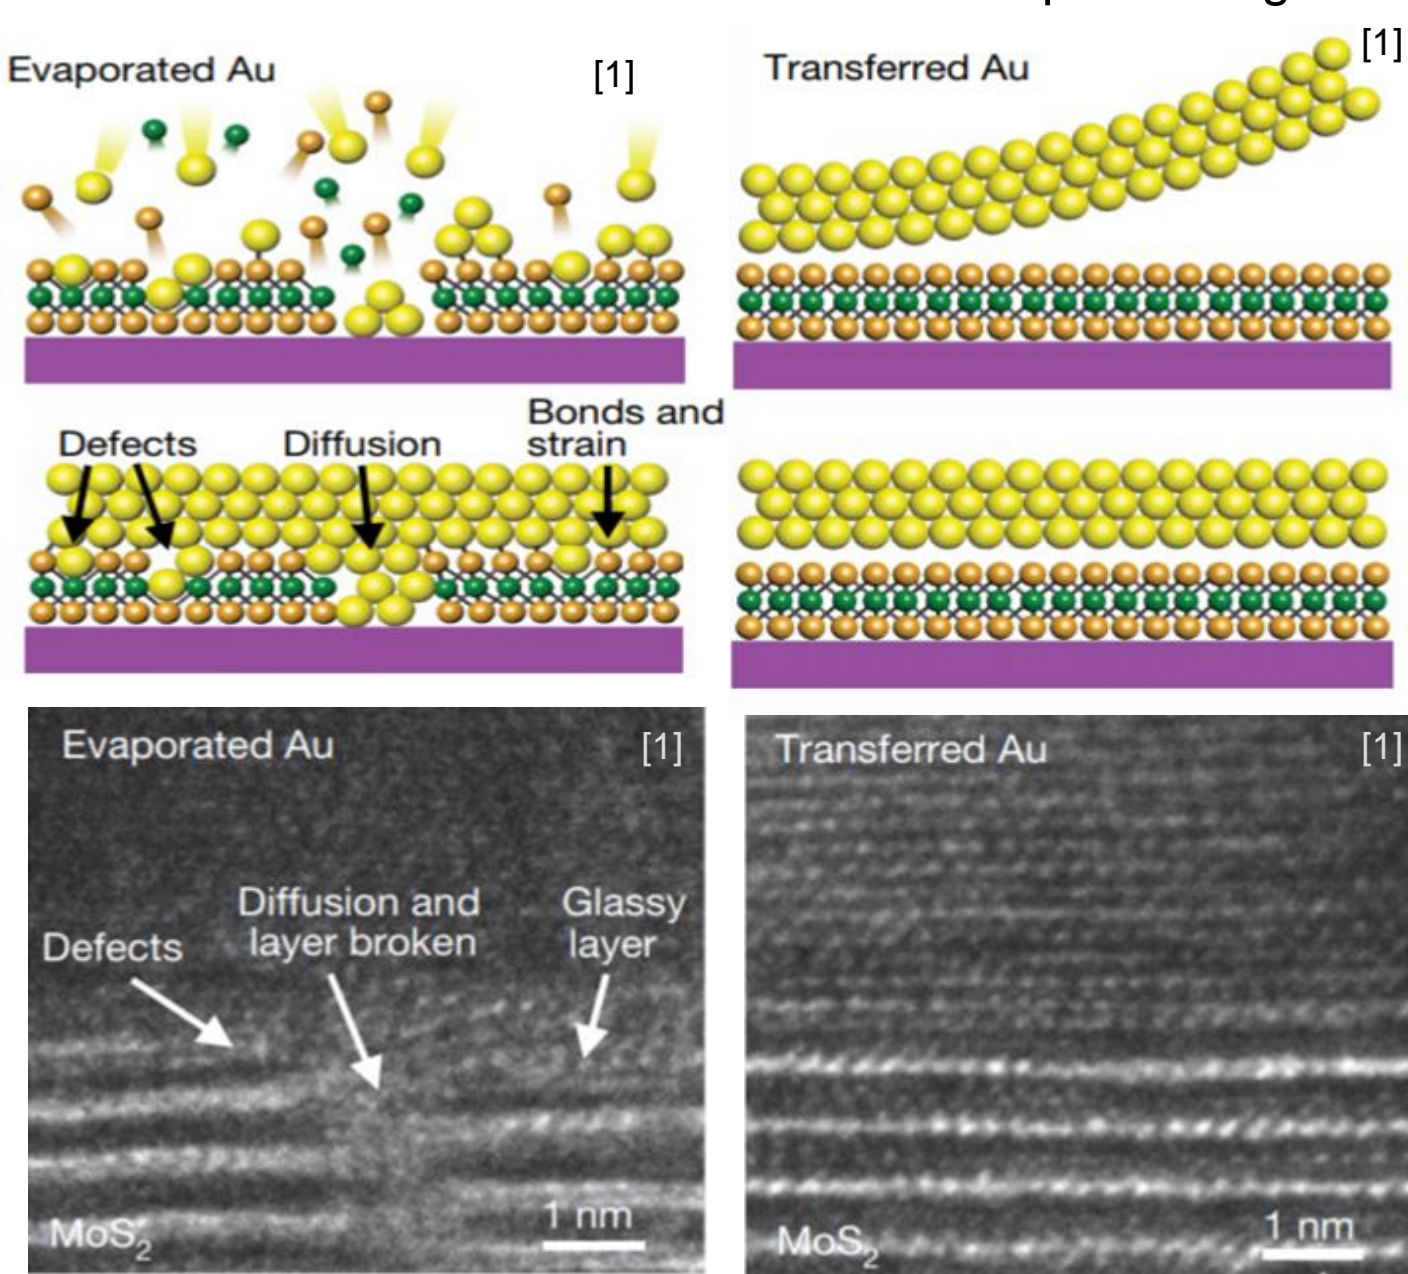 Evaporated Au [1]
Transferred Au [1]
Defects
Diffusion
Bonds and
strain
Evaporated Au [1]
Defects
Diffusion and
layer broken
Glassy
layer
MoS2
1 nm
Transferred Au [1]
MoS2
1 nm